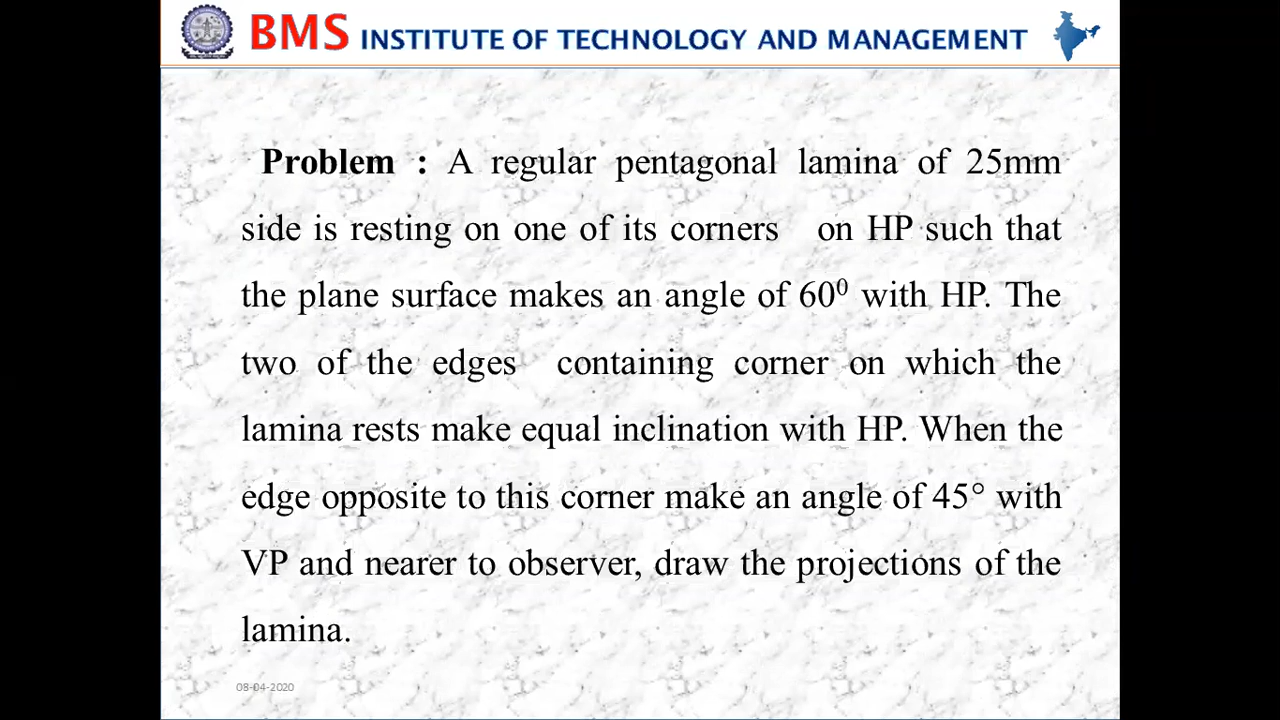 BMS INSTITUTE OF TECHNOLOGY AND MANAGEMENT
Problem : A regular pentagonal lamina of 25mm
side is resting on one of its corners on HP such that
the plane surface makes an angle of 60⁰ with HP. The
two of the edges containing corner on which the
lamina rests make equal inclination with HP. When the
edge opposite to this corner make an angle of 45° with
VP and nearer to observer, draw the projections of the
lamina.
08-04-2020